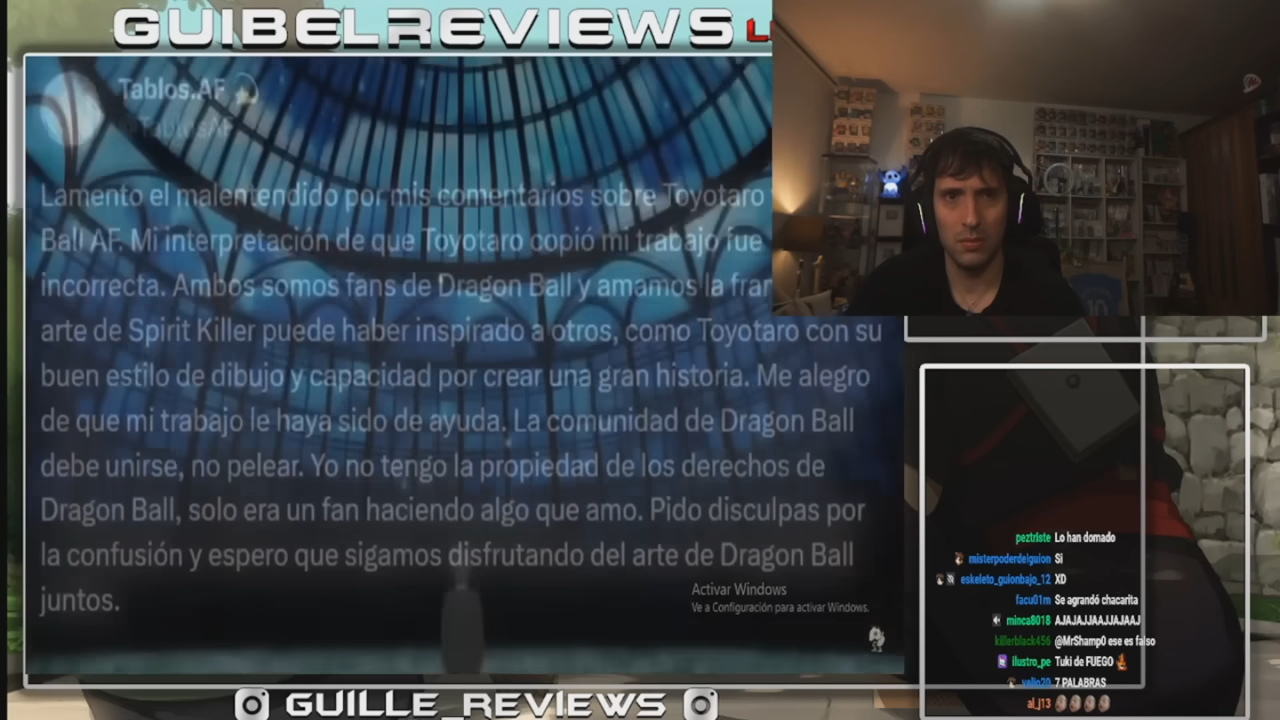 GUIBELREVIEWS
Tablos.AF
@TablosAF
Lamento el malentendido por mis comentarios sobre Toyotaro
Ball AF. Mi interpretación de que Toyotaro copió mi trabajo fue
incorrecta. Ambos somos fans de Dragon Ball y amamos la fran
arte de Spirit Killer puede haber inspirado a otros, como Toyotaro con su
buen estilo de dibujo y capacidad por crear una gran historia. Me alegro
de que mi trabajo le haya sido de ayuda. La comunidad de Dragon Ball
debe unirse, no pelear. Yo no tengo la propiedad de los derechos de
Dragon Ball, solo era un fan haciendo algo que amo. Pido disculpas por
la confusión y espero que sigamos disfrutando del arte de Dragon Ball
juntos.
Activar Windows
Ve a Configuración para activar Windows.
peztriste Lo han domado
misterpoderdelguion Si
eskeleto_guionbajo_12 XD
facu01m Se agrandó chacarita
minca8018 AJAJAJJAAJJAJAAJ
killerblack456 @MrShamp0 ese es falso
ilustro_pe Tuki de FUEGO
velio20 7 PALABRAS
al_j13
GUILLE_REVIEWS